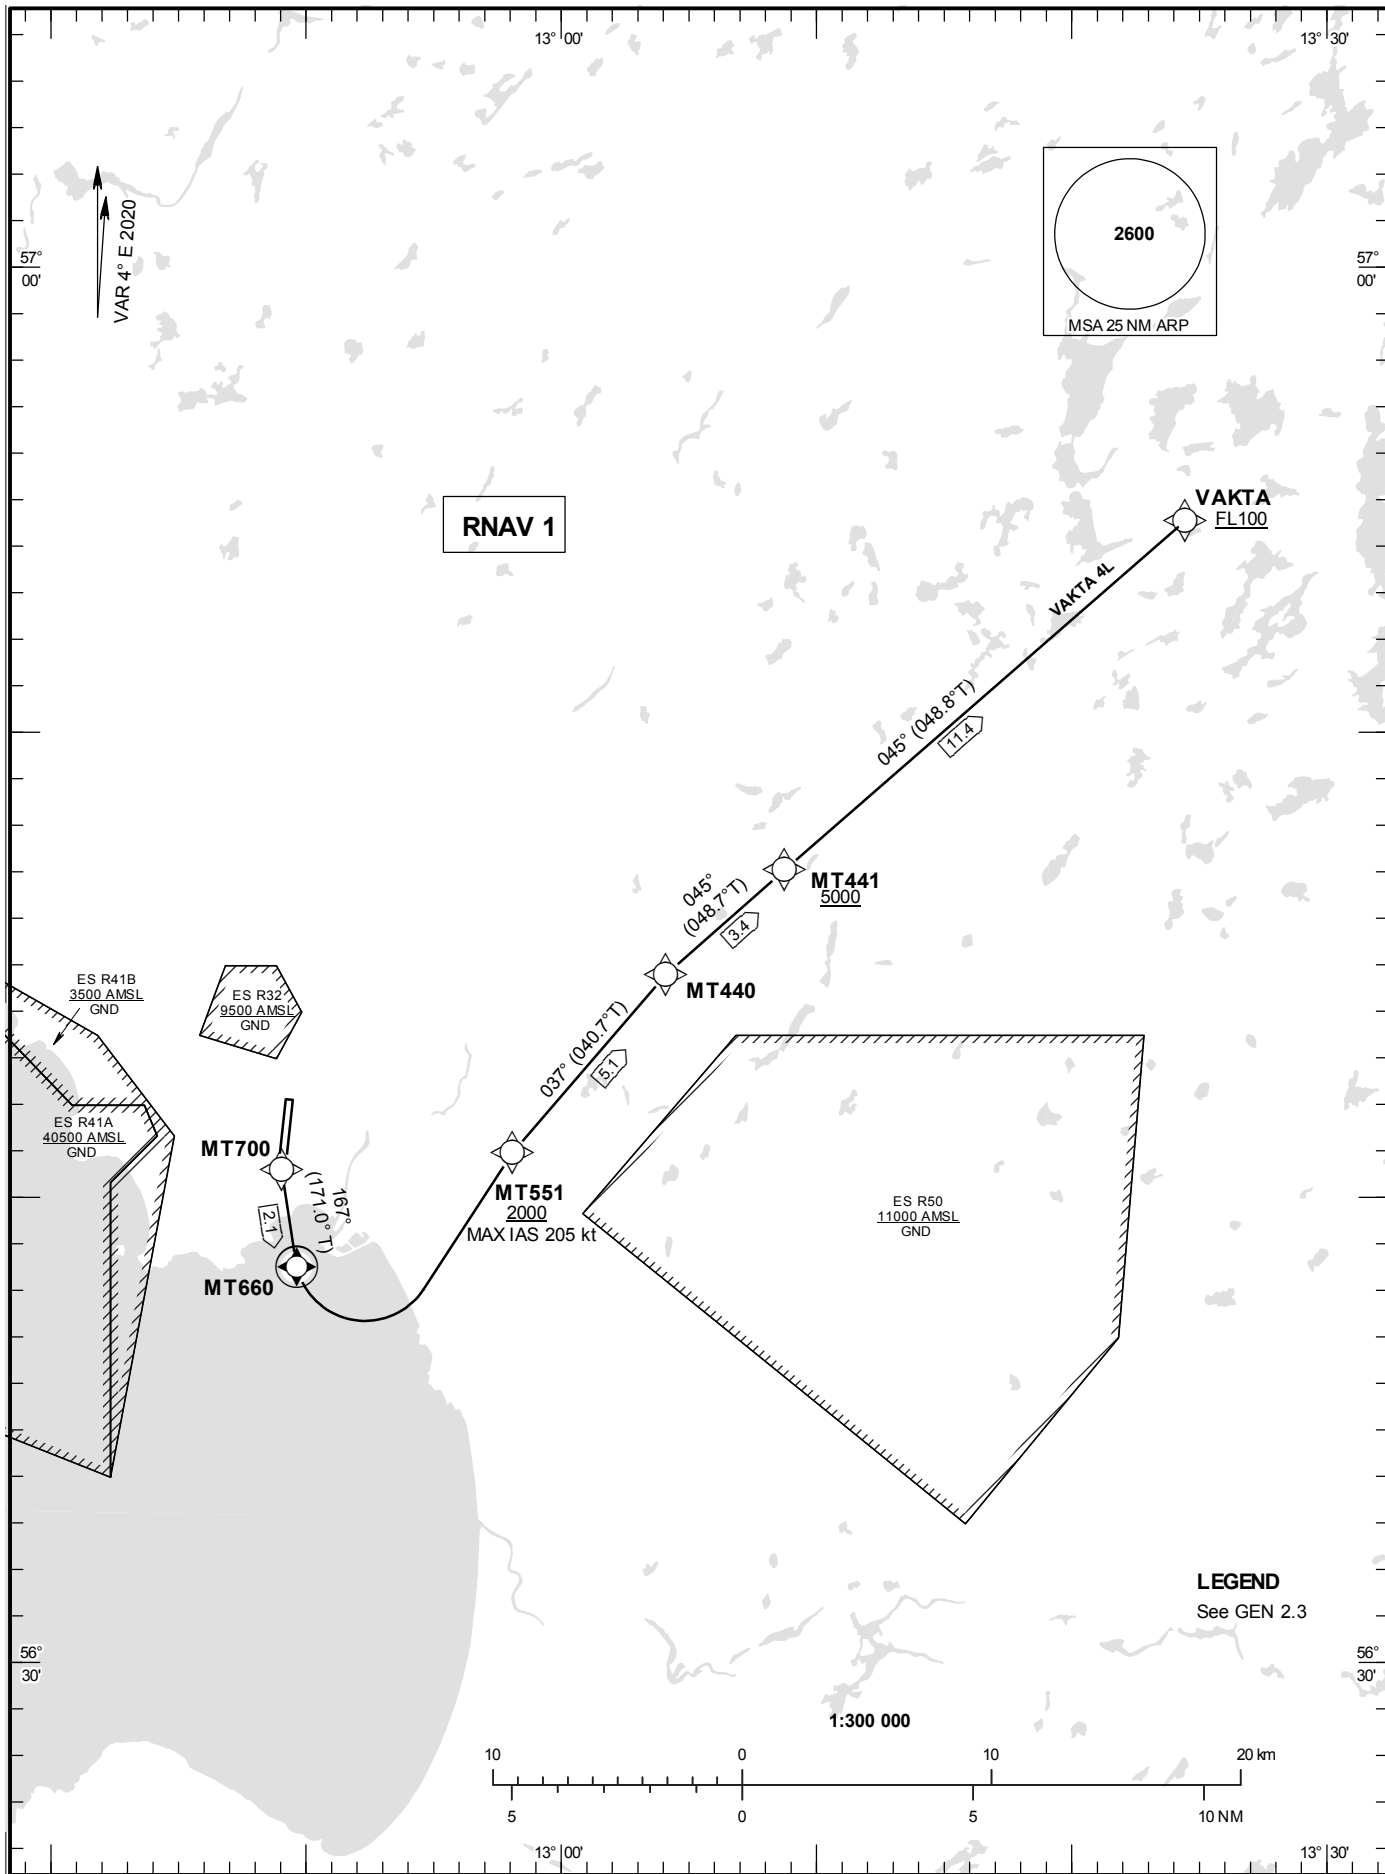 13° 00'
13° 30'
VAR 4° E 2020
2600
MSA 25 NM ARP
57°
00'
57°
00'
RNAV 1
VAKTA
FL100
VAKTA 4L
045° (048.8°T)
11.4
MT441
5000
045°
(048.7°T)
3.4
MT440
037° (040.7°T)
5.1
ES R41B
3500 AMSL
GND
ES R32
9500 AMSL
GND
ES R41A
40500 AMSL
GND
MT700
167°
(171.0°T)
2.1
MT660
MT551
2000
MAX IAS 205 kt
ES R50
11000 AMSL
GND
LEGEND
See GEN 2.3
56°
30'
56°
30'
1:300 000
10 0 10 20 km
5 0 5 10 NM
13° 00'
13° 30'